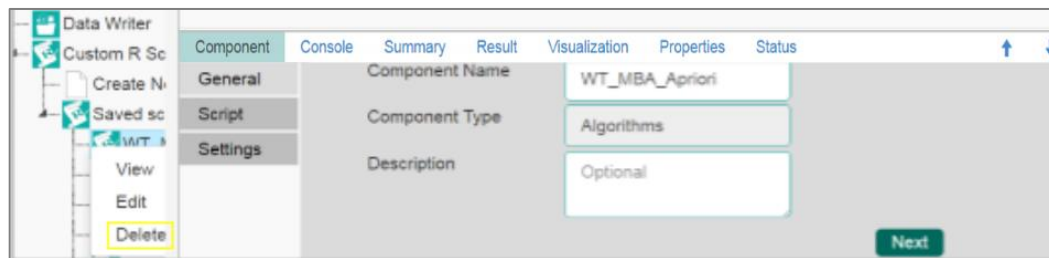 Data Writer
Custom R Sc
Create N
Saved sc
WT_M
View
Edit
Delete
Component Console Summary Result Visualization Properties Status
General
Script
Settings
Component Name WT_MBA_Apriori
Component Type Algorithms
Description Optional
Next